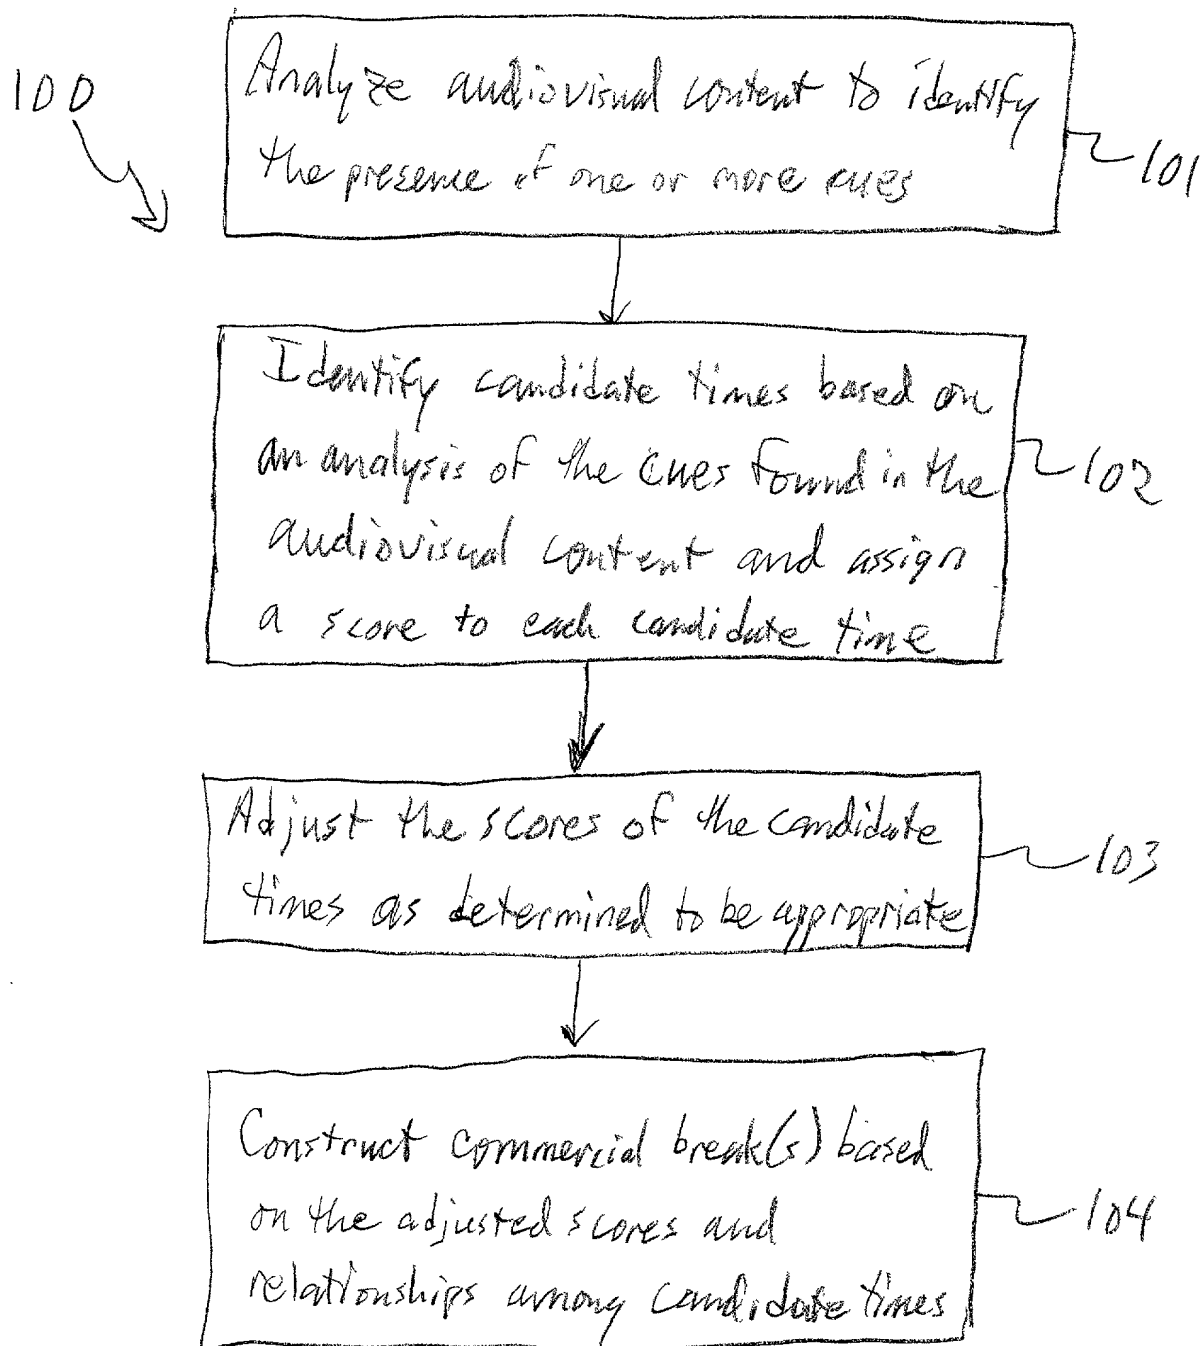 100
Analyze audiovisual content to identify
the presence of one or more cues
101
Identify candidate times based on
an analysis of the cues found in the
audiovisual content and assign
a score to each candidate time
102
Adjust the scores of the candidate
times as determined to be appropriate
103
Construct commercial break(s) based
on the adjusted scores and
relationships among candidate times
104